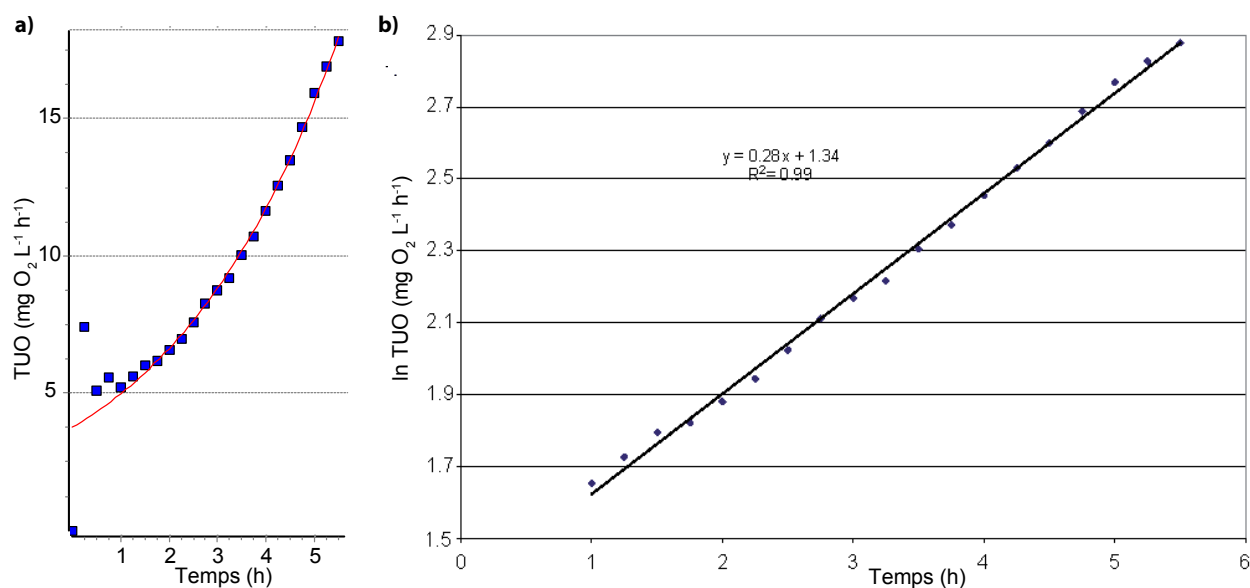 a)
TUO (mg O₂ L⁻¹ h⁻¹)
15
10
5
1 2 3 4 5
Temps (h)
b)
ln TUO (mg O₂ L⁻¹ h⁻¹)
2.9
2.7
2.5
2.3
2.1
1.9
1.7
1.5
y = 0.28x + 1.34
R² = 0.99
0 1 2 3 4 5 6
Temps (h)